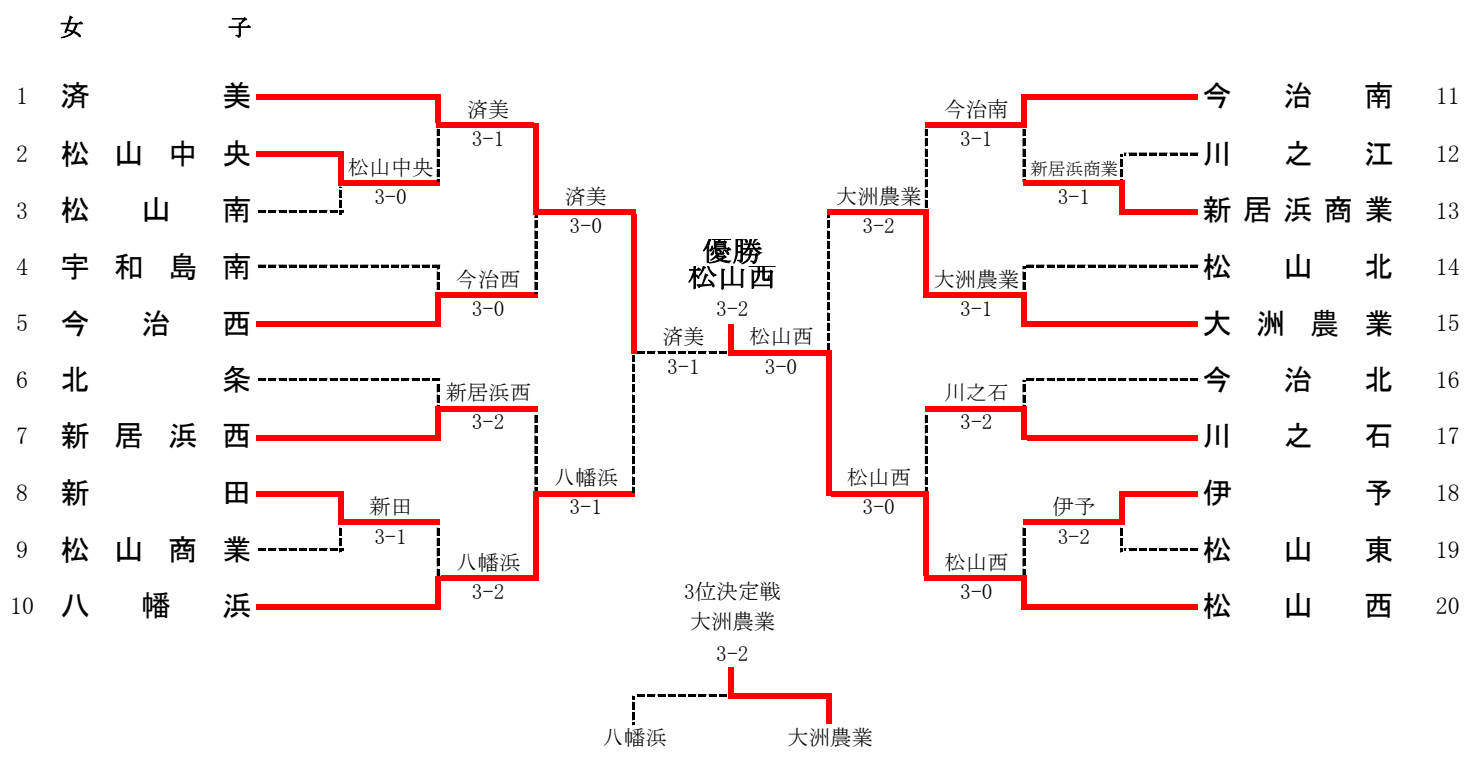 女子
1 済美
2 松山中央
3 松山南
4 宇和島南
5 今治西
6 北条
7 新居浜西
8 新田
9 松山商業
10 八幡浜
松山中央
3-0
新田
3-1
済美
3-1
今治西
3-0
新居浜西
3-2
八幡浜
3-2
済美
3-0
八幡浜
3-1
済美
3-1
優勝
松山西
3-2
松山西
3-0
大洲農業
3-2
松山西
3-0
今治南
3-1
大洲農業
3-1
川之石
3-2
松山西
3-0
新居浜商業
3-1
伊予
3-2
今治南 11
川之江 12
新居浜商業 13
松山北 14
大洲農業 15
今治北 16
川之石 17
伊予 18
松山東 19
松山西 20
3位決定戦
大洲農業
3-2
八幡浜 大洲農業